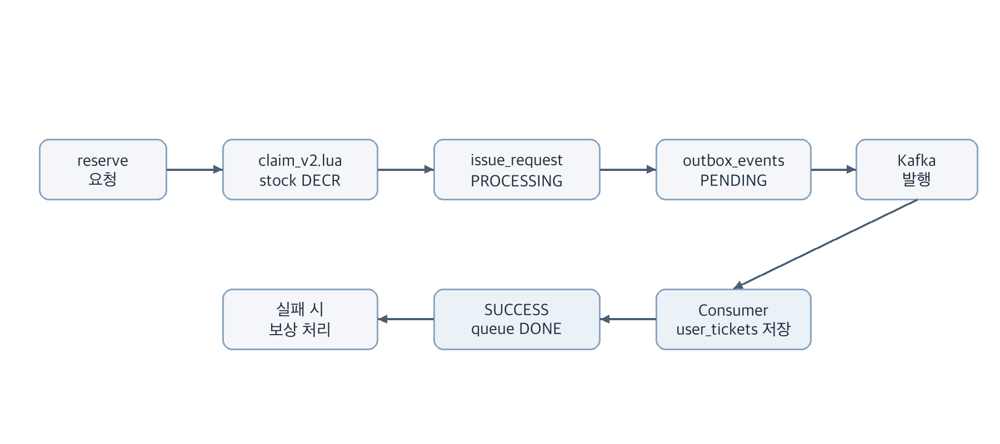 reserve
요청
claim_v2.lua
stock DECR
issue_request
PROCESSING
outbox_events
PENDING
Kafka
발행
Consumer
user_tickets 저장
SUCCESS
queue DONE
실패 시
보상 처리